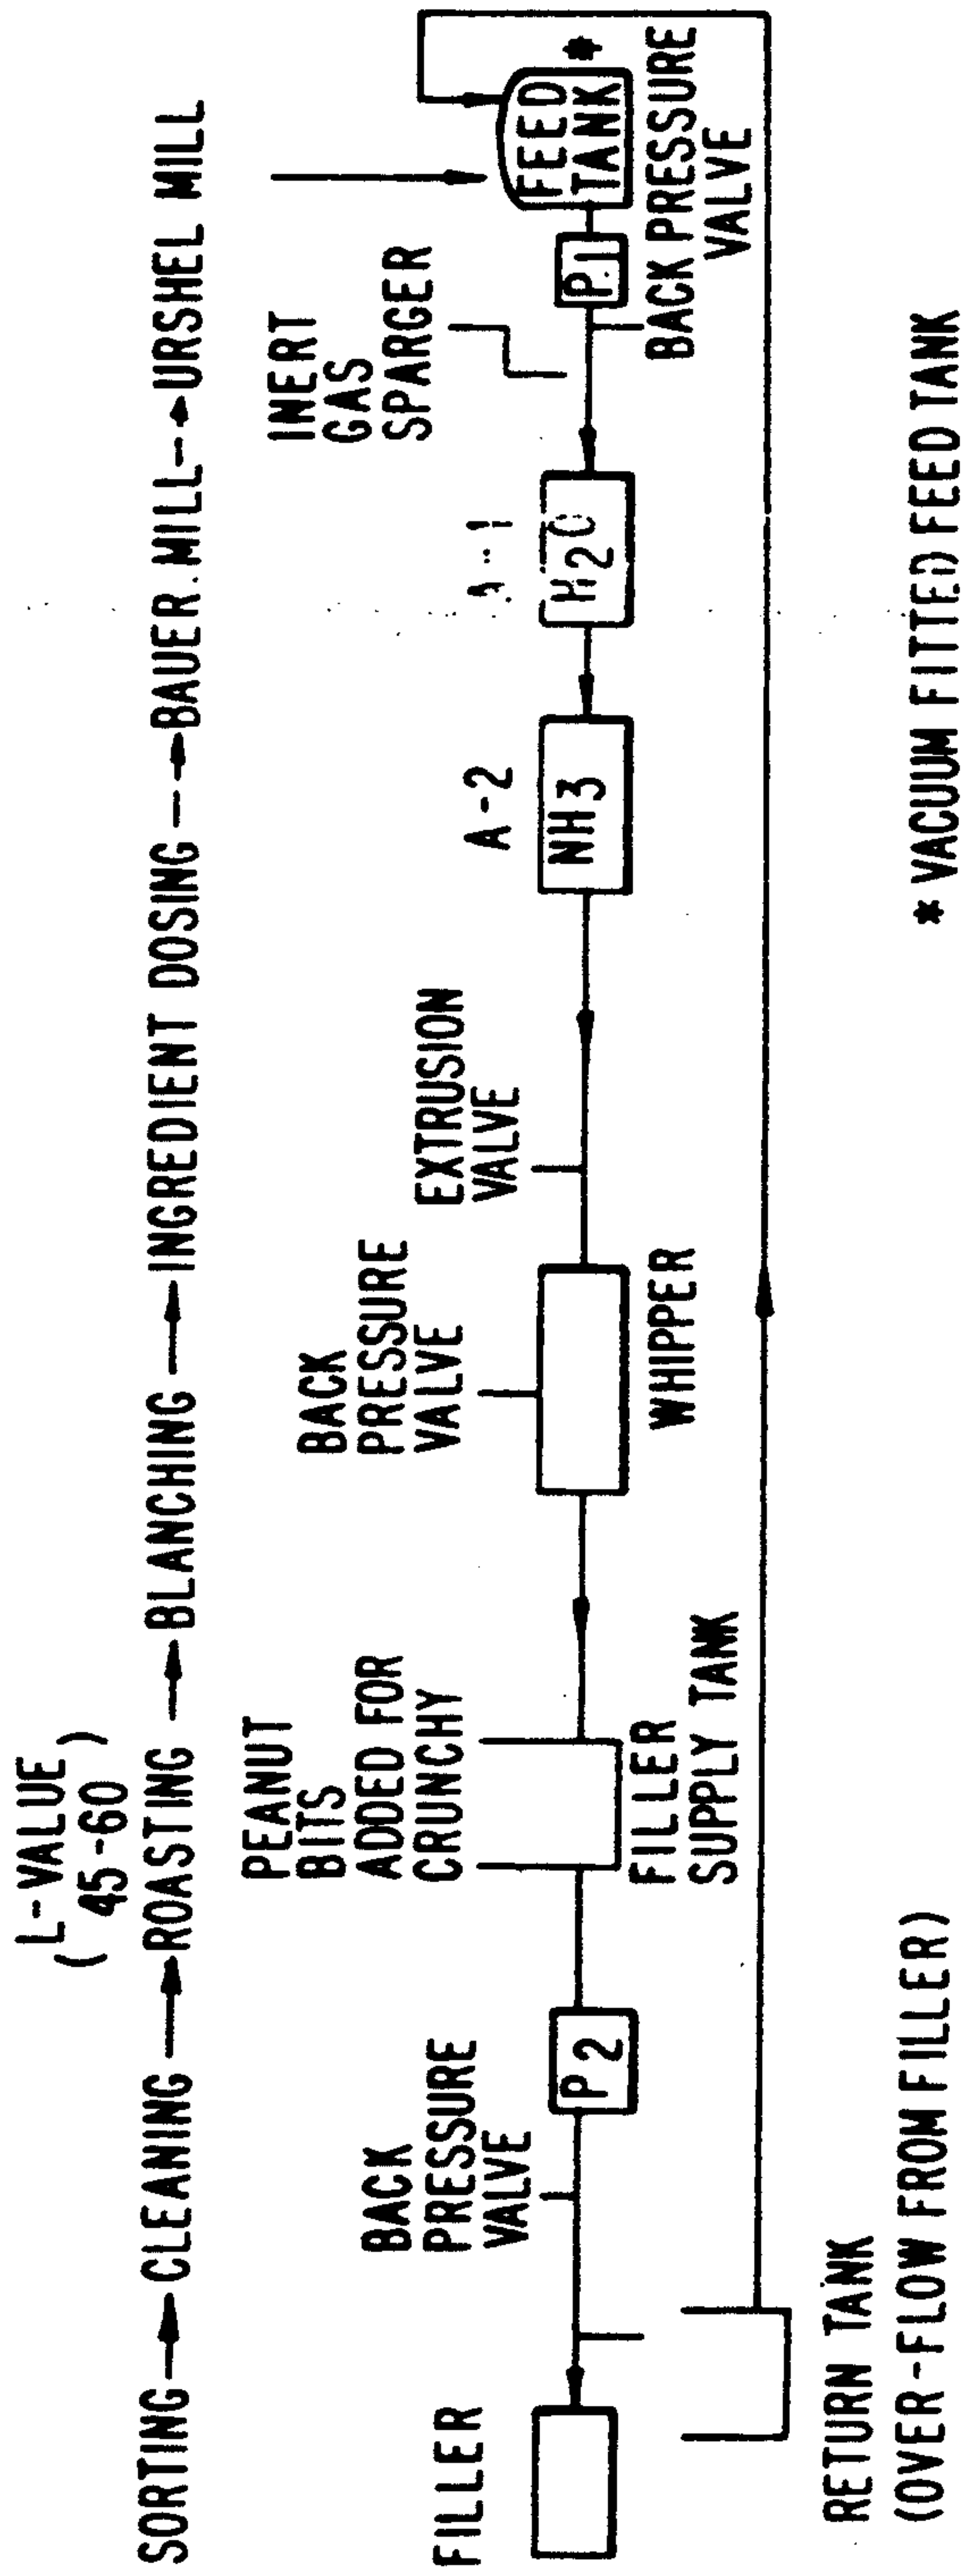 L-VALUE
( 45-60 )
SORTING → CLEANING → ROASTING → BLANCHING → INGREDIENT DOSING → BAUER MILL → URSHEL MILL
PEANUT
BITS
ADDED FOR
CRUNCHY
BACK
PRESSURE
VALVE
INERT
GAS
SPARGER
BACK
PRESSURE
VALVE
EXTRUSION
VALVE
FILLER
A-2
P2
NH3
H2O
P1
FEED
TANK
*
FILLER
SUPPLY TANK
WHIPPER
BACK PRESSURE
VALVE
RETURN TANK
(OVER-FLOW FROM FILLER)
* VACUUM FITTED FEED TANK